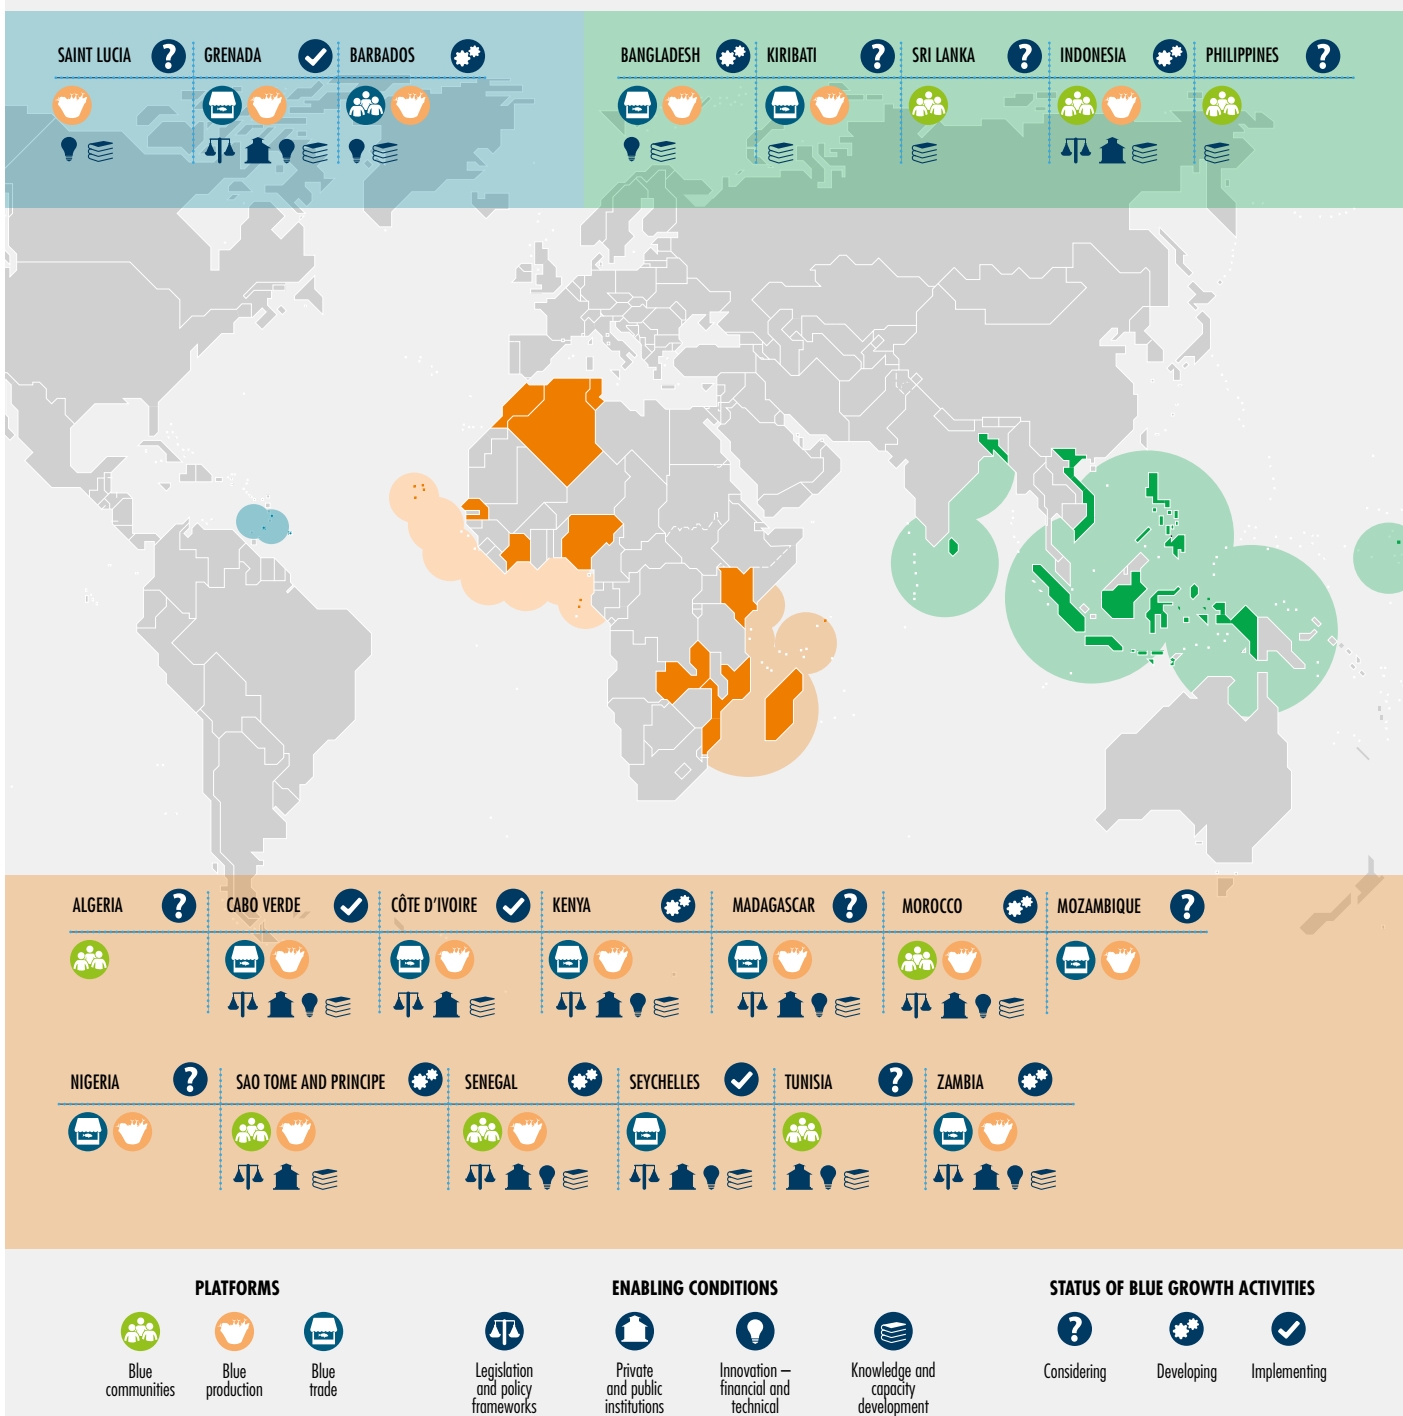 SAINT LUCIA
GRENADA
BARBADOS
BANGLADESH
KIRIBATI
SRI LANKA
INDONESIA
PHILIPPINES
ALGERIA
CABO VERDE
CÔTE D'IVOIRE
KENYA
MADAGASCAR
MOROCCO
MOZAMBIQUE
NIGERIA
SAO TOME AND PRINCIPE
SENEGAL
SEYCHELLES
TUNISIA
ZAMBIA
PLATFORMS
Blue
communities
Blue
production
Blue
trade
ENABLING CONDITIONS
Legislation
and policy
frameworks
Private
and public
institutions
Innovation –
financial and
technical
Knowledge and
capacity
development
STATUS OF BLUE GROWTH ACTIVITIES
Considering
Developing
Implementing